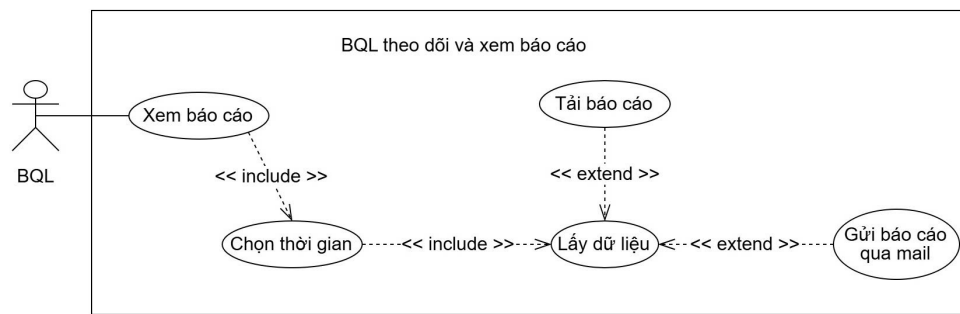 BQL theo dõi và xem báo cáo
Xem báo cáo
Tải báo cáo
BQL
<< include >>
<< extend >>
Chọn thời gian
<< include >>
Lấy dữ liệu
<< extend >>
Gửi báo cáo
qua mail